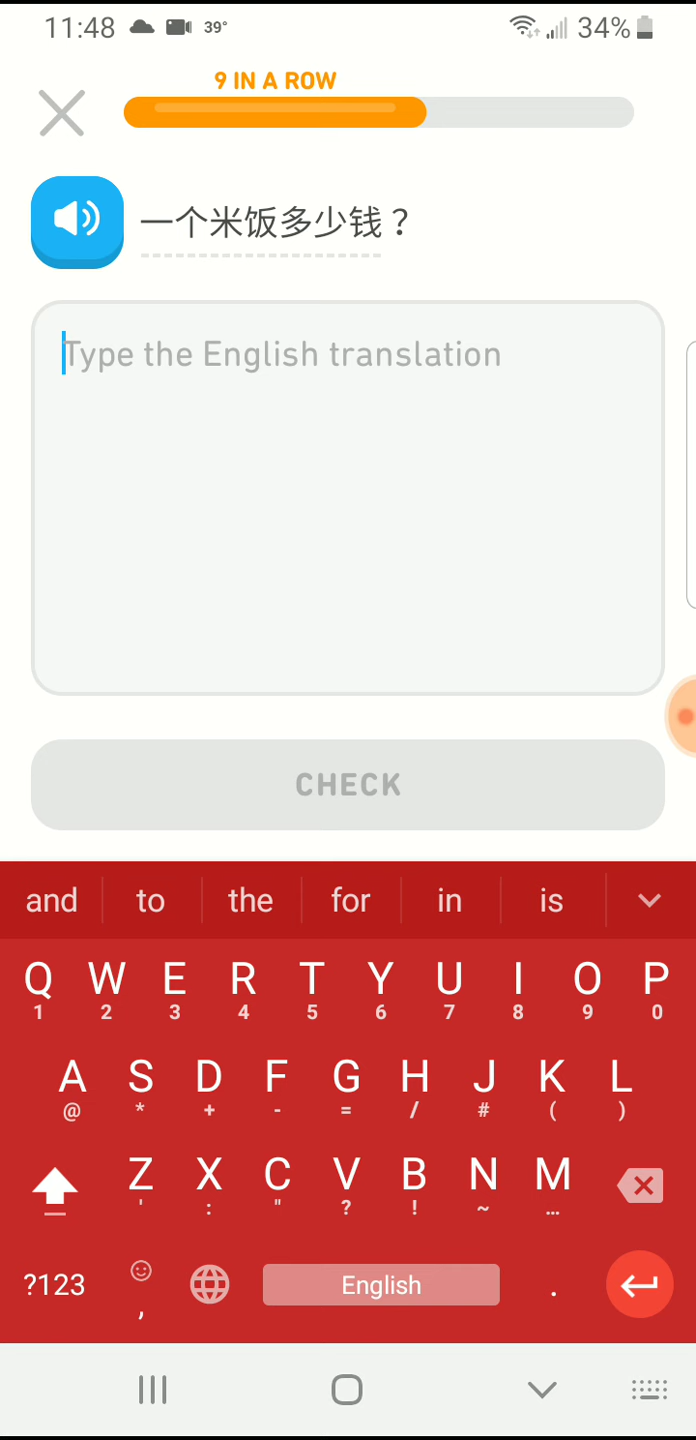 11:48 39° 34%
9 IN A ROW
一个米饭多少钱？
Type the English translation
CHECK
and to the for in is
Q W E R T Y U I O P
1 2 3 4 5 6 7 8 9 0
A S D F G H J K L
@ * + - = / # ( )
Z X C V B N M
' : " ? ! ~ …
?123 , English .